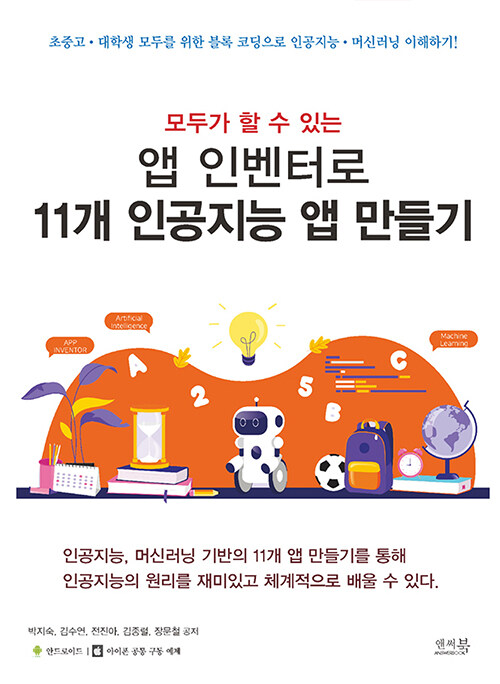 초중고 • 대학생 모두를 위한 블록 코딩으로 인공지능 • 머신러닝 이해하기!
모두가 할 수 있는
앱 인벤터로
11개 인공지능 앱 만들기
Artificial
Intelligence
APP
INVENTOR
Machine
Learning
A
2
5
B
C
인공지능, 머신러닝 기반의 11개 앱 만들기를 통해
인공지능의 원리를 재미있고 체계적으로 배울 수 있다.
박지숙, 김수연, 전진아, 김종렬, 장문철 공저
안드로이드 | 아이폰 공통 구동 예제
앤써북
ANSWERBOOK